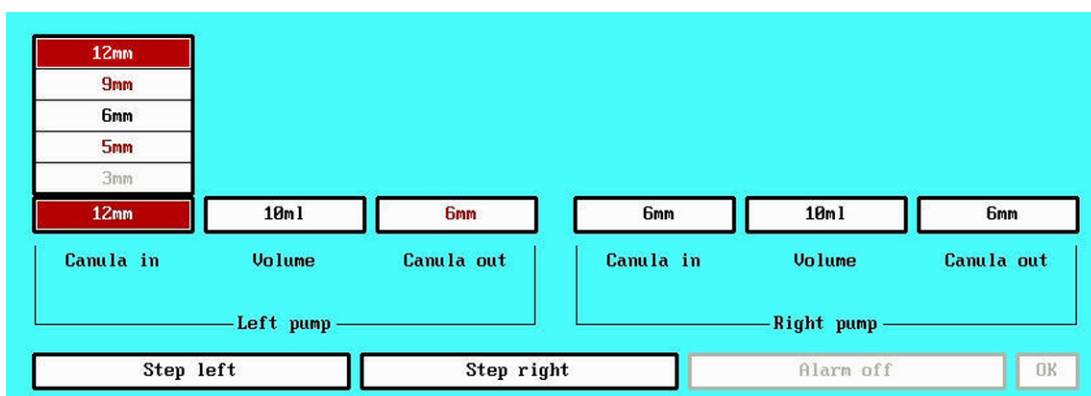 12mm
9mm
6mm
5mm
3mm
12mm 10ml 6mm 6mm 10ml 6mm
Canula in Volume Canula out Canula in Volume Canula out
Left pump Right pump
Step left Step right Alarm off OK